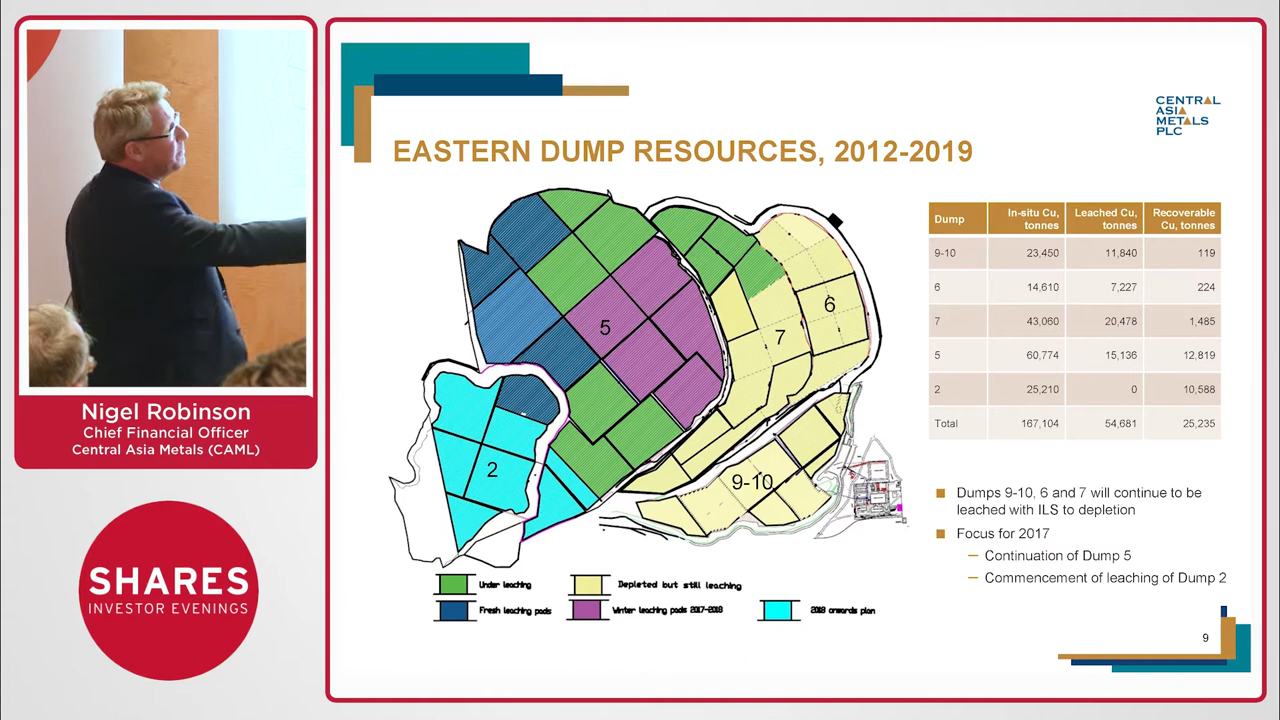 CENTRAL
ASIA
METALS
PLC
EASTERN DUMP RESOURCES, 2012-2019
Dump In-situ Cu, tonnes Leached Cu, tonnes Recoverable Cu, tonnes
9-10 23,450 11,840 119
6 14,610 7,227 224
7 43,060 20,478 1,485
5 60,774 15,136 12,819
2 25,210 0 10,588
Total 167,104 54,681 25,235
5
6
7
2
9-10
Dumps 9-10, 6 and 7 will continue to be
leached with ILS to depletion
Focus for 2017
– Continuation of Dump 5
– Commencement of leaching of Dump 2
Under leaching
Depleted but still leaching
Fresh leaching pads
Winter leaching pads 2017-2018
2018 onwards plan
9
Nigel Robinson
Chief Financial Officer
Central Asia Metals (CAML)
SHARES
INVESTOR EVENINGS